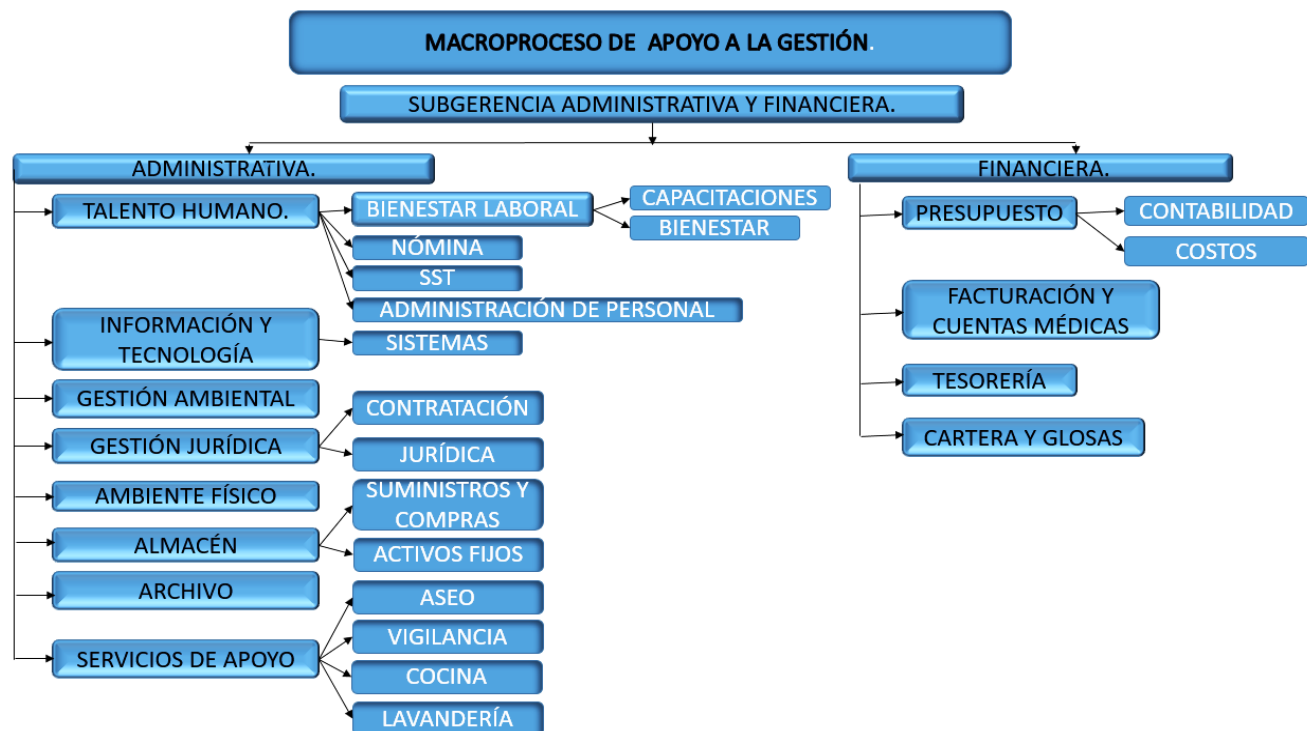 MACROPROCESO DE APOYO A LA GESTIÓN.
SUBGERENCIA ADMINISTRATIVA Y FINANCIERA.
ADMINISTRATIVA.
TALENTO HUMANO.
BIENESTAR LABORAL
CAPACITACIONES
BIENESTAR
NÓMINA
SST
ADMINISTRACIÓN DE PERSONAL
INFORMACIÓN Y
TECNOLOGÍA
SISTEMAS
GESTIÓN AMBIENTAL
GESTIÓN JURÍDICA
CONTRATACIÓN
JURÍDICA
AMBIENTE FÍSICO
ALMACÉN
SUMINISTROS Y
COMPRAS
ACTIVOS FIJOS
ARCHIVO
SERVICIOS DE APOYO
ASEO
VIGILANCIA
COCINA
LAVANDERÍA
FINANCIERA.
PRESUPUESTO
CONTABILIDAD
COSTOS
FACTURACIÓN Y
CUENTAS MÉDICAS
TESORERÍA
CARTERA Y GLOSAS